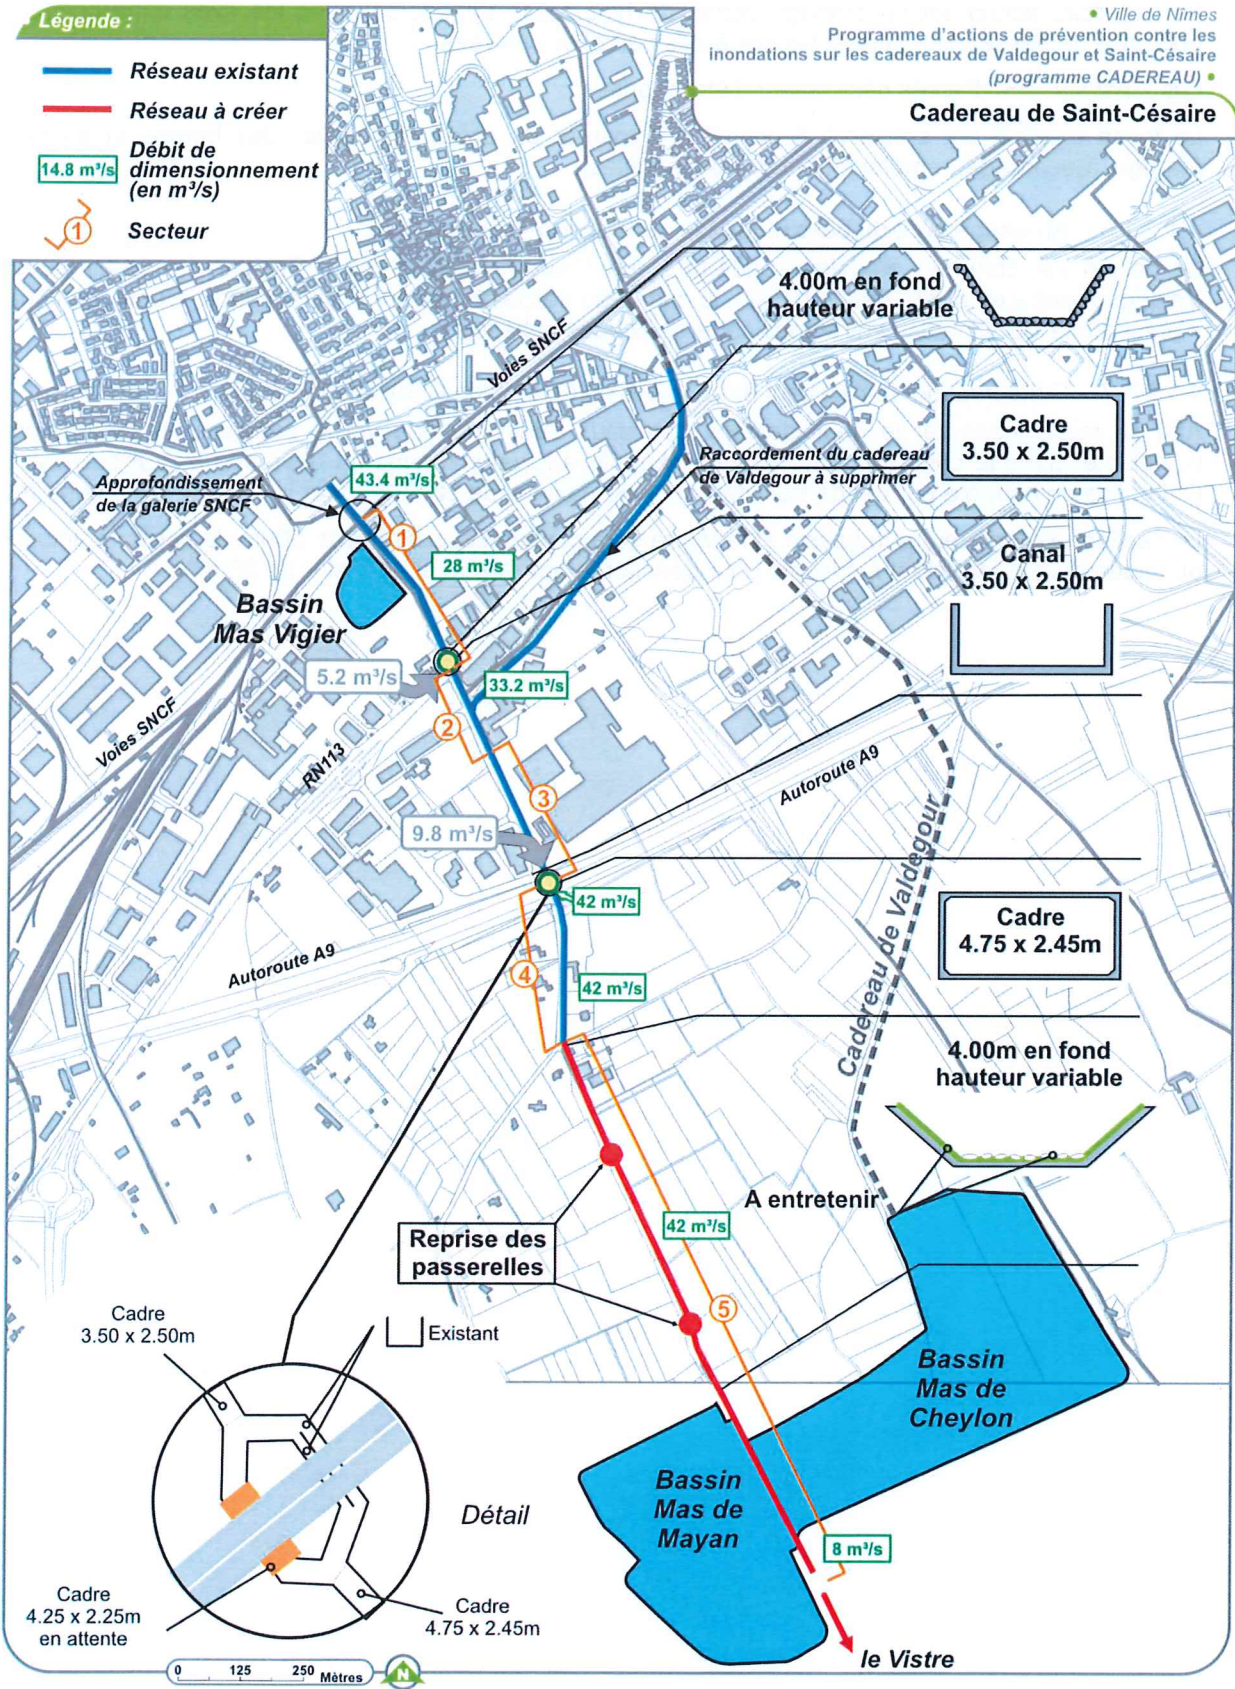 Légende :
Réseau existant
Réseau à créer
14.8 m³/s
Débit de
dimensionnement
(en m³/s)
1
Secteur
• Ville de Nîmes
Programme d'actions de prévention contre les
inondations sur les cadereaux de Valdegour et Saint-Césaire
(programme CADEREAU) •
Cadereau de Saint-Césaire
4.00m en fond
hauteur variable
Voies SNCF
Cadre
3.50 x 2.50m
Raccordement du cadereau
de Valdegour à supprimer
Approfondissement
de la galerie SNCF
43.4 m³/s
1
28 m³/s
Canal
3.50 x 2.50m
Bassin
Mas Vigier
5.2 m³/s
33.2 m³/s
2
Voies SNCF
RN113
3
Autoroute A9
9.8 m³/s
42 m³/s
Cadre
4.75 x 2.45m
Autoroute A9
4
42 m³/s
Cadereau de Valdegour
4.00m en fond
hauteur variable
A entretenir
42 m³/s
Reprise des
passerelles
5
Cadre
3.50 x 2.50m
Existant
Bassin
Mas de
Cheylon
Bassin
Mas de
Mayan
Détail
8 m³/s
Cadre
4.25 x 2.25m
en attente
Cadre
4.75 x 2.45m
le Vistre
0 125 250 Mètres
N